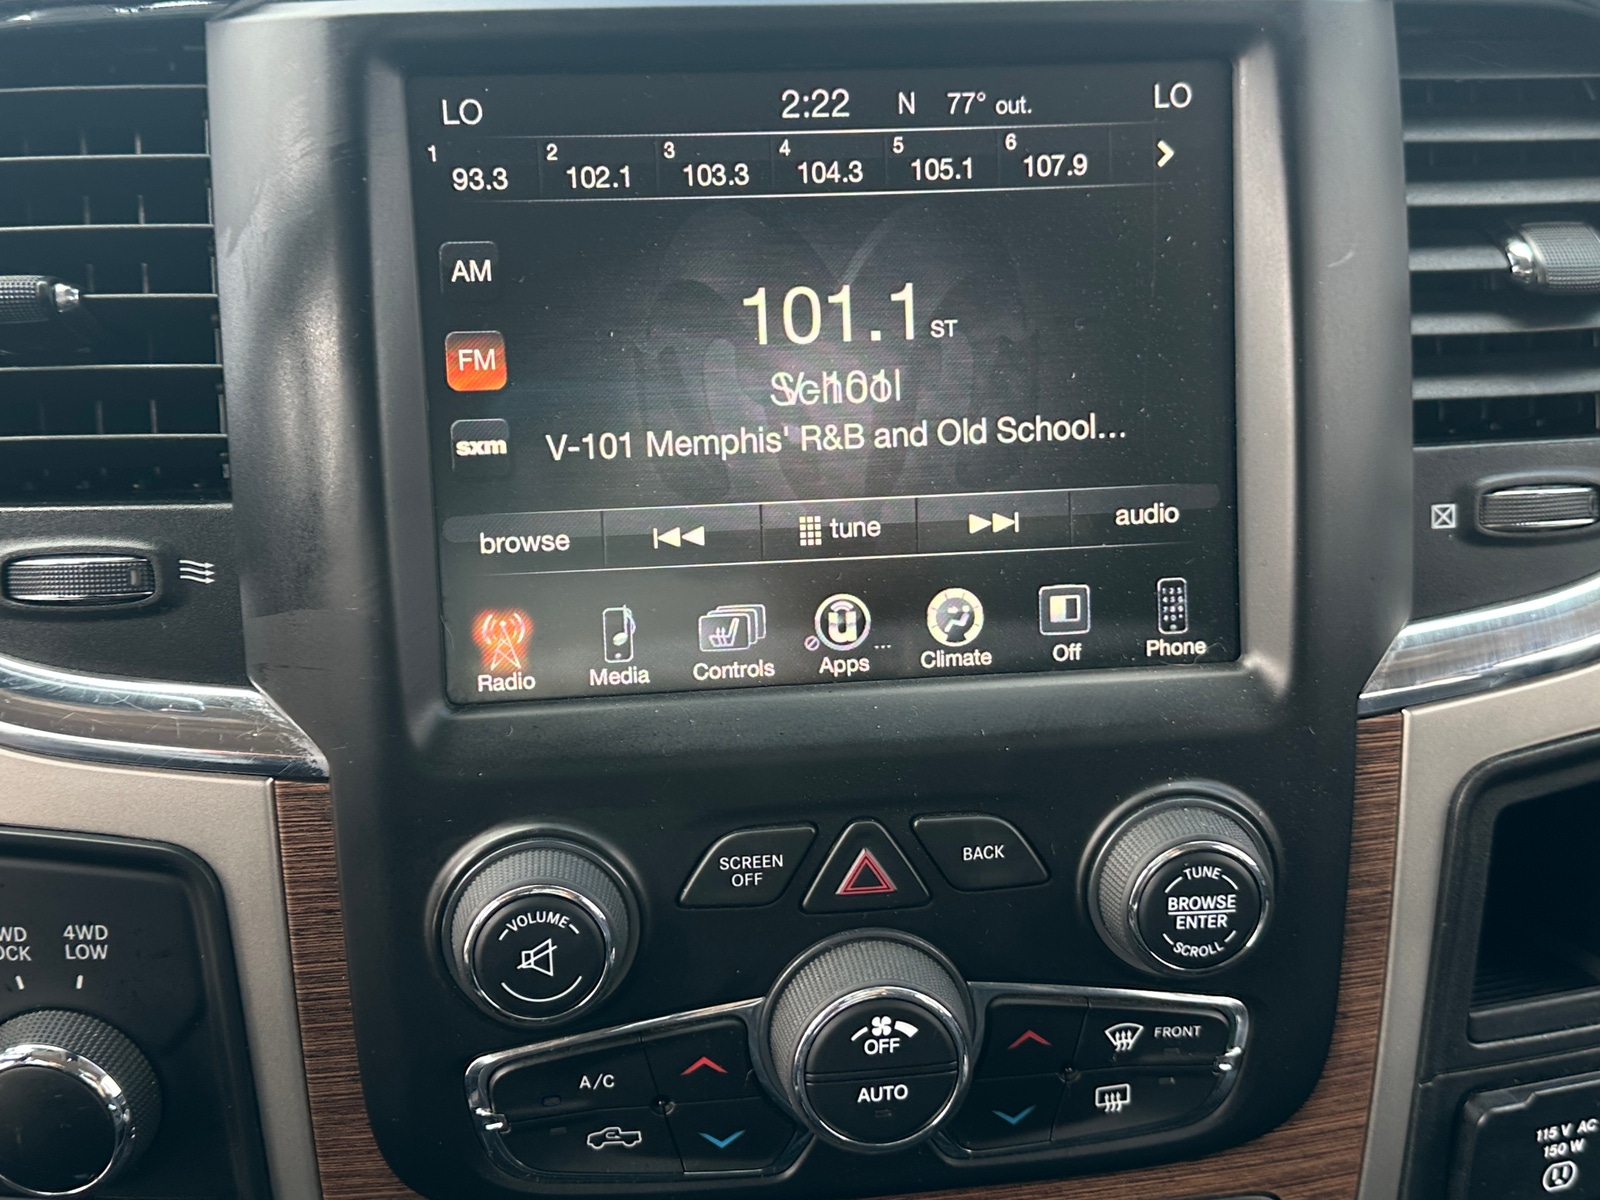 LO 2:22 N 77° out. LO
1 93.3 2 102.1 3 103.3 4 104.3 5 105.1 6 107.9
AM
101.1 ST
FM
sxm
V-101 Memphis' R&B and Old School...
browse tune audio
Radio Media Controls Apps ... Climate Off Phone
SCREEN
OFF
BACK
VOLUME
TUNE
BROWSE
ENTER
SCROLL
4WD
LOW
OFF
AUTO
A/C
FRONT
115 V AC
150 W